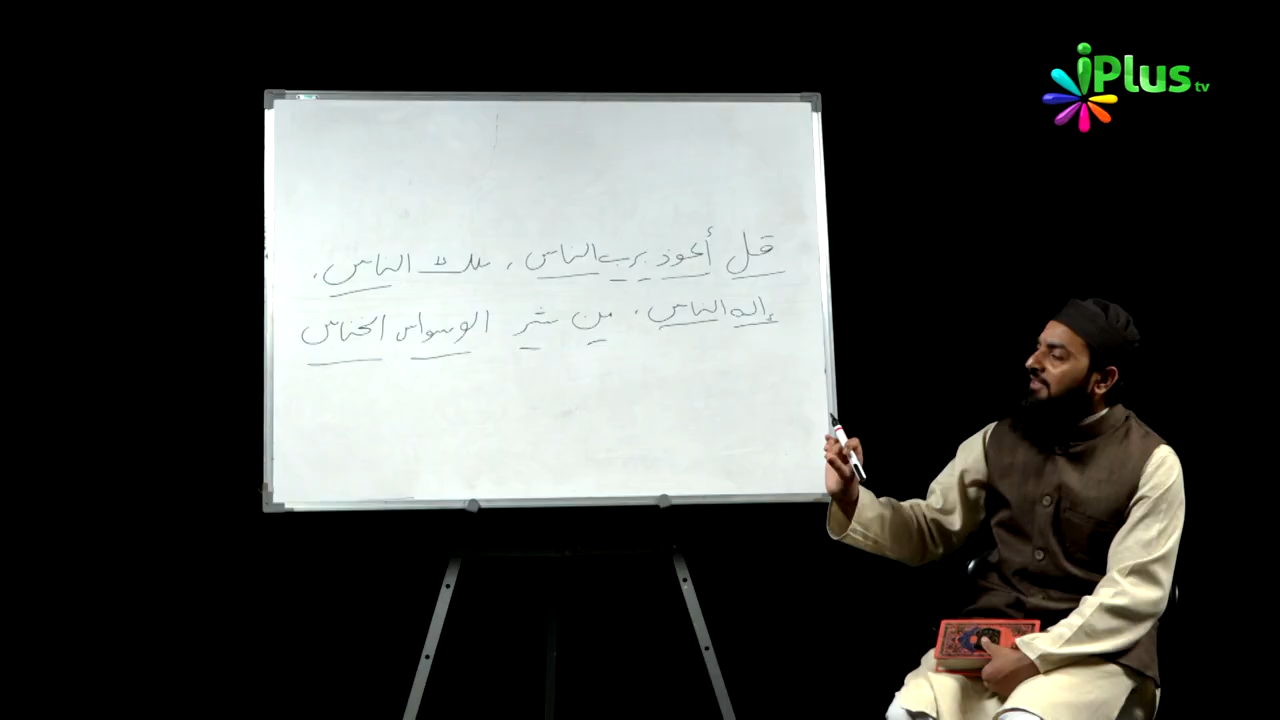 iPlus tv
قل أعوذ برب الناس , ملك الناس .
إله الناس . من شر الوسواس الخناس